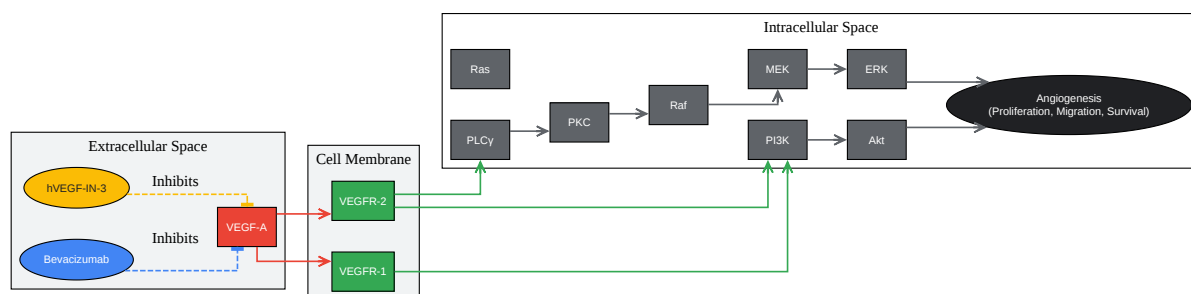 Intracellular Space
Ras
MEK
ERK
Raf
Angiogenesis
(Proliferation, Migration, Survival)
PKC
PLCγ
PI3K
Akt
Extracellular Space
Cell Membrane
hVEGF-IN-3
Inhibits
VEGFR-2
VEGF-A
Inhibits
Bevacizumab
VEGFR-1